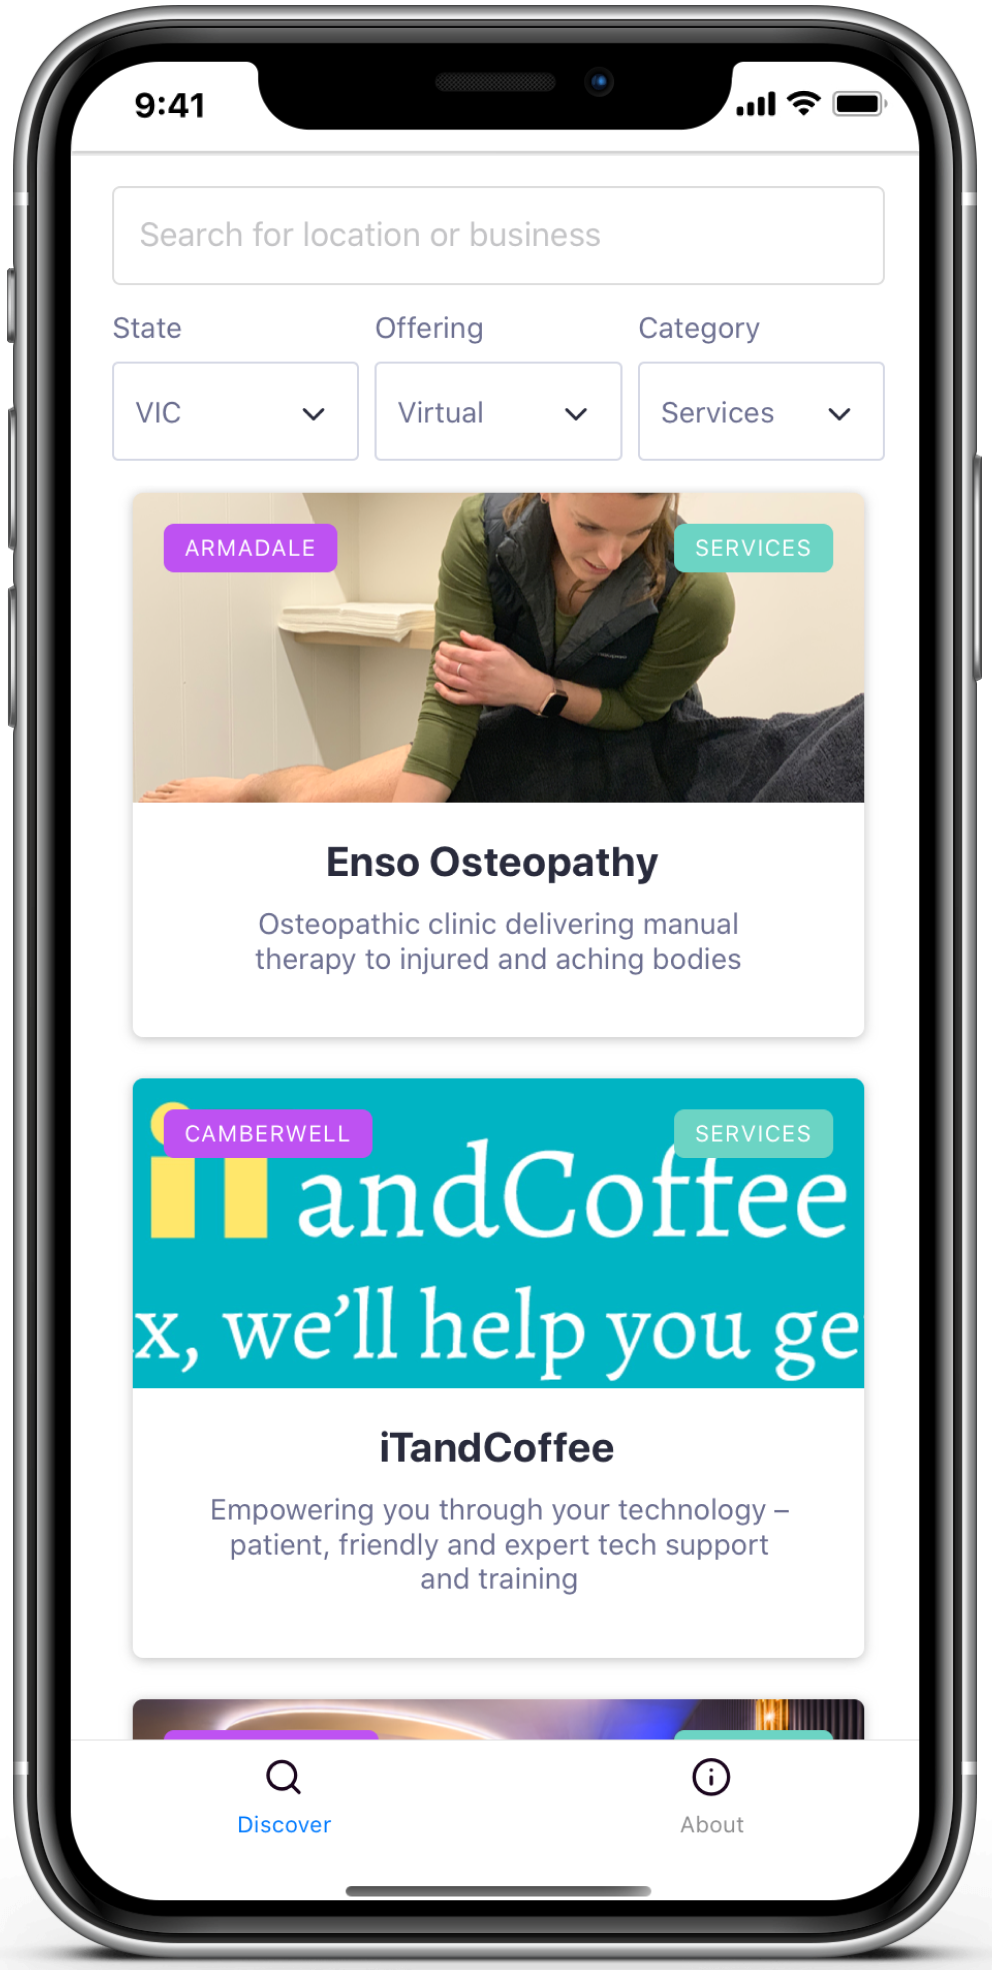 9:41
Search for location or business
State Offering Category
VIC Virtual Services
ARMADALE SERVICES
Enso Osteopathy
Osteopathic clinic delivering manual
therapy to injured and aching bodies
CAMBERWELL SERVICES
andCoffee
x, we’ll help you ge
iTandCoffee
Empowering you through your technology –
patient, friendly and expert tech support
and training
Discover About